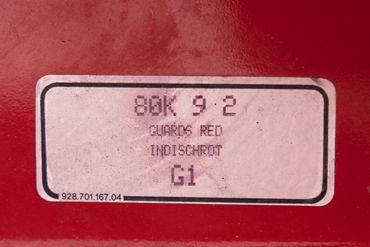 80K 9 2
GUARDS RED
INDISCHROT
G1
928.701.167.04